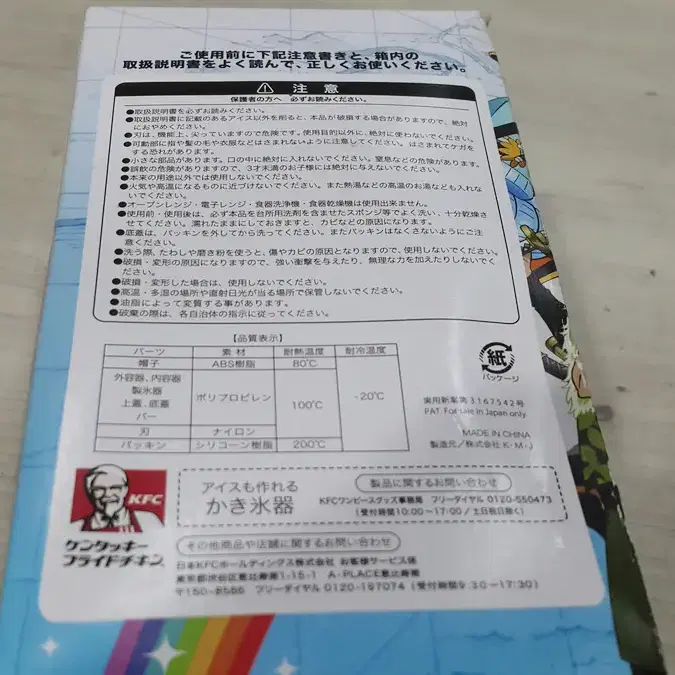 ご使用前に下記注意書きと、箱内の
取扱説明書をよく読んで、正しくお使いください。
注 意
保護者の方へ 必ずお読みください。
●取扱説明書を必ずお読みください。
●取扱説明書に記載のあるアイス以外を削ると、本品が破損する場合がありますので、絶対
におやめください。
●刃は、機能上、尖っていますので危険です。使用目的以外に、絶対に使わないでください。
●可動部に指や髪の毛や衣服などはさまれないように注意してください。はさまれてケガを
する恐れがあります。
●小さな部品があります。口の中に絶対に入れないでください。窒息などの危険があります。
●誤飲の危険がありますので、3才未満のお子様には絶対に与えないでください。
●本来の用途以外では使用しないでください。
●火気や高温になるものに近づけないでください。また熱湯などの高温のお湯なども入れな
いでください。
●オーブンレンジ・電子レンジ・食器洗浄機・食器乾燥機は使用出来ません。
●使用前・使用後は、必ず本品を台所用洗剤を含ませたスポンジ等でよく洗い、十分乾燥さ
せてください。濡れたままにしておきますと、カビなどの原因になります。
●底蓋は、パッキンを外してから洗ってください。またパッキンはなくさないようにご注
意ください。
●洗う際、たわしや磨き粉を使うと、傷やカビの原因となりますので、使用しないでください。
●破損・変形の原因になりますので、強い衝撃を与えたり、無理な力を加えたりしないでく
ださい。
●破損・変形した場合は、使用しないでください。
●高温・多湿の場所や直射日光が当る場所で保管しないでください。
●油脂によって変質する事があります。
●破棄の際は、各自治体の指示に従ってください。
【品質表示】
パーツ 素 材 耐熱温度 耐冷温度
帽子 ABS樹脂 80℃
外容器、内容器
製氷器
上蓋、底蓋
バー
ポリプロピレン 100℃ -20℃
刃 ナイロン
パッキン シリコーン樹脂 200℃
紙
パッケージ
実用新案第3167542号
PAT. For sale in Japan only.
MADE IN CHINA
製造元/株式会社 K・M・J
KFC
ケンタッキー
フライドチキン
アイスも作れる
かき氷器
製品に関するお問い合わせ
KFCワンピースグッズ事務局 フリーダイヤル 0120-550473
(受付時間10:00～17:00/土日祝日除く)
その他商品や店舗に関するお問い合わせ
日本KFCホールディングス株式会社 お客様サービス課
東京都渋谷区恵比寿南1-15-1 A-PLACE恵比寿南
〒150-8586 フリーダイヤル 0120-197074(受付時間9:30～17:30)